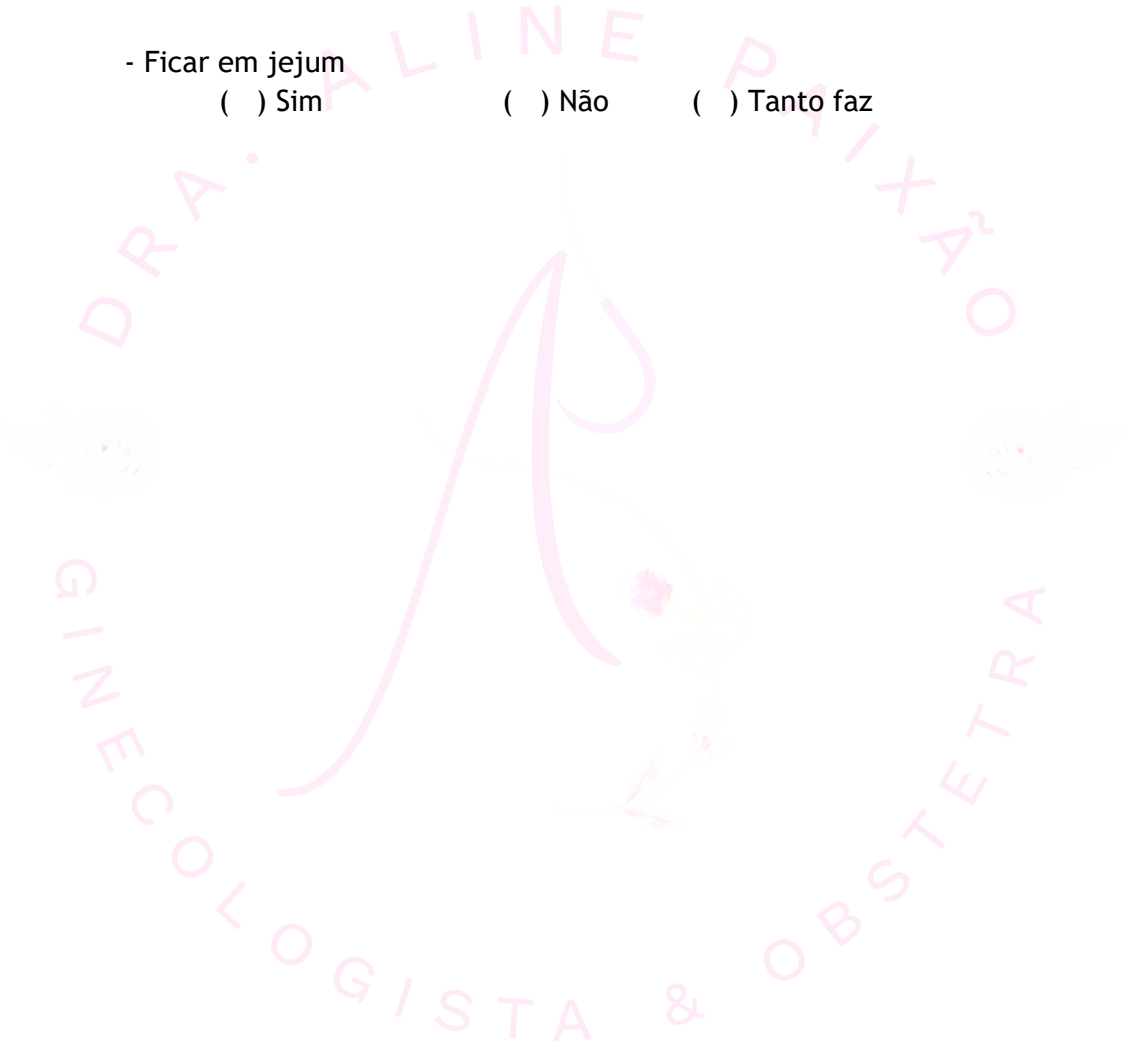 - Ficar em jejum
(   ) Sim (   ) Não (   ) Tanto faz
DRA. ALINE PAIXÃO
GINECOLOGISTA & OBSTETRA